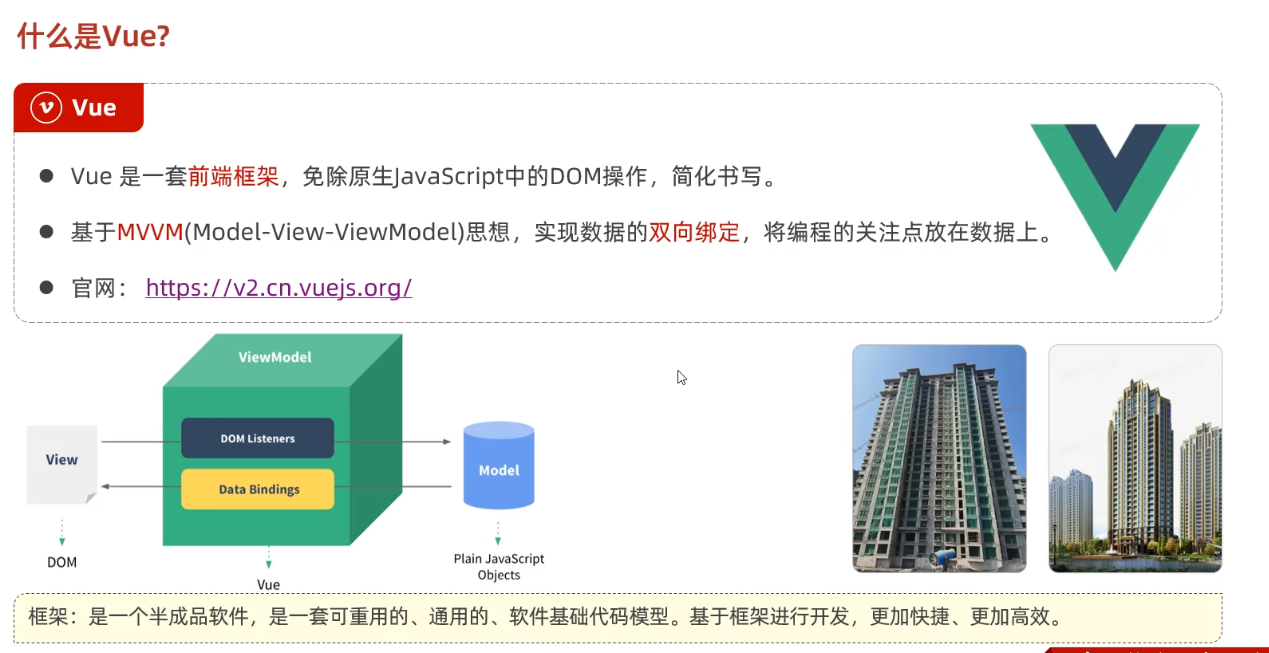 什么是Vue?
Vue
Vue 是一套前端框架，免除原生JavaScript中的DOM操作，简化书写。
基于MVVM(Model-View-ViewModel)思想，实现数据的双向绑定，将编程的关注点放在数据上。
官网： https://v2.cn.vuejs.org/
ViewModel
DOM Listeners
View
Model
Data Bindings
DOM
Plain JavaScript
Objects
Vue
框架：是一个半成品软件，是一套可重用的、通用的、软件基础代码模型。基于框架进行开发，更加快捷、更加高效。